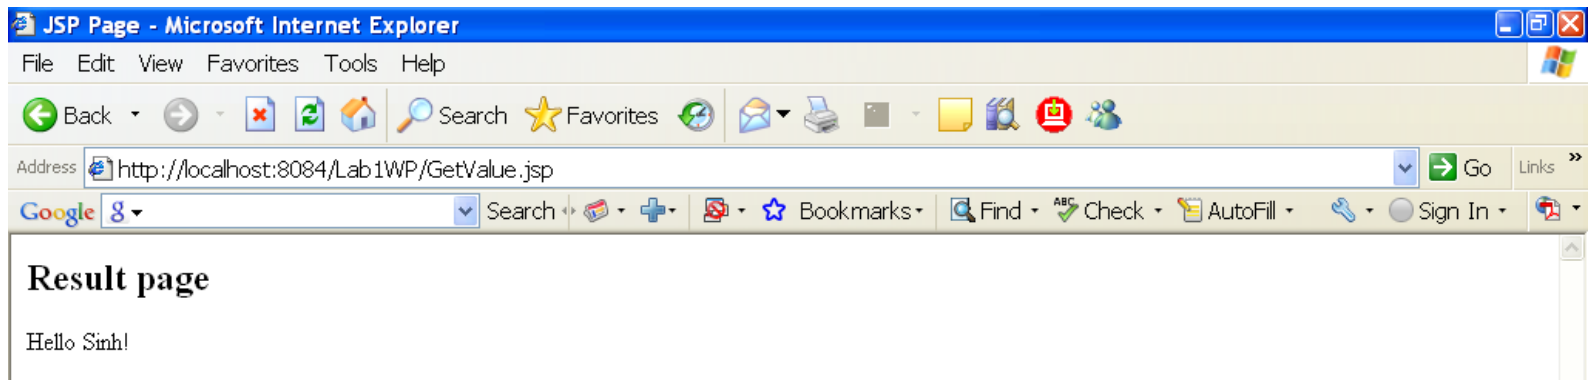 JSP Page - Microsoft Internet Explorer
File Edit View Favorites Tools Help
Back Search Favorites
Address http://localhost:8084/Lab1WP/GetValue.jsp Go Links »
Google g Search Bookmarks Find ABC Check AutoFill Sign In
Result page
Hello Sinh!